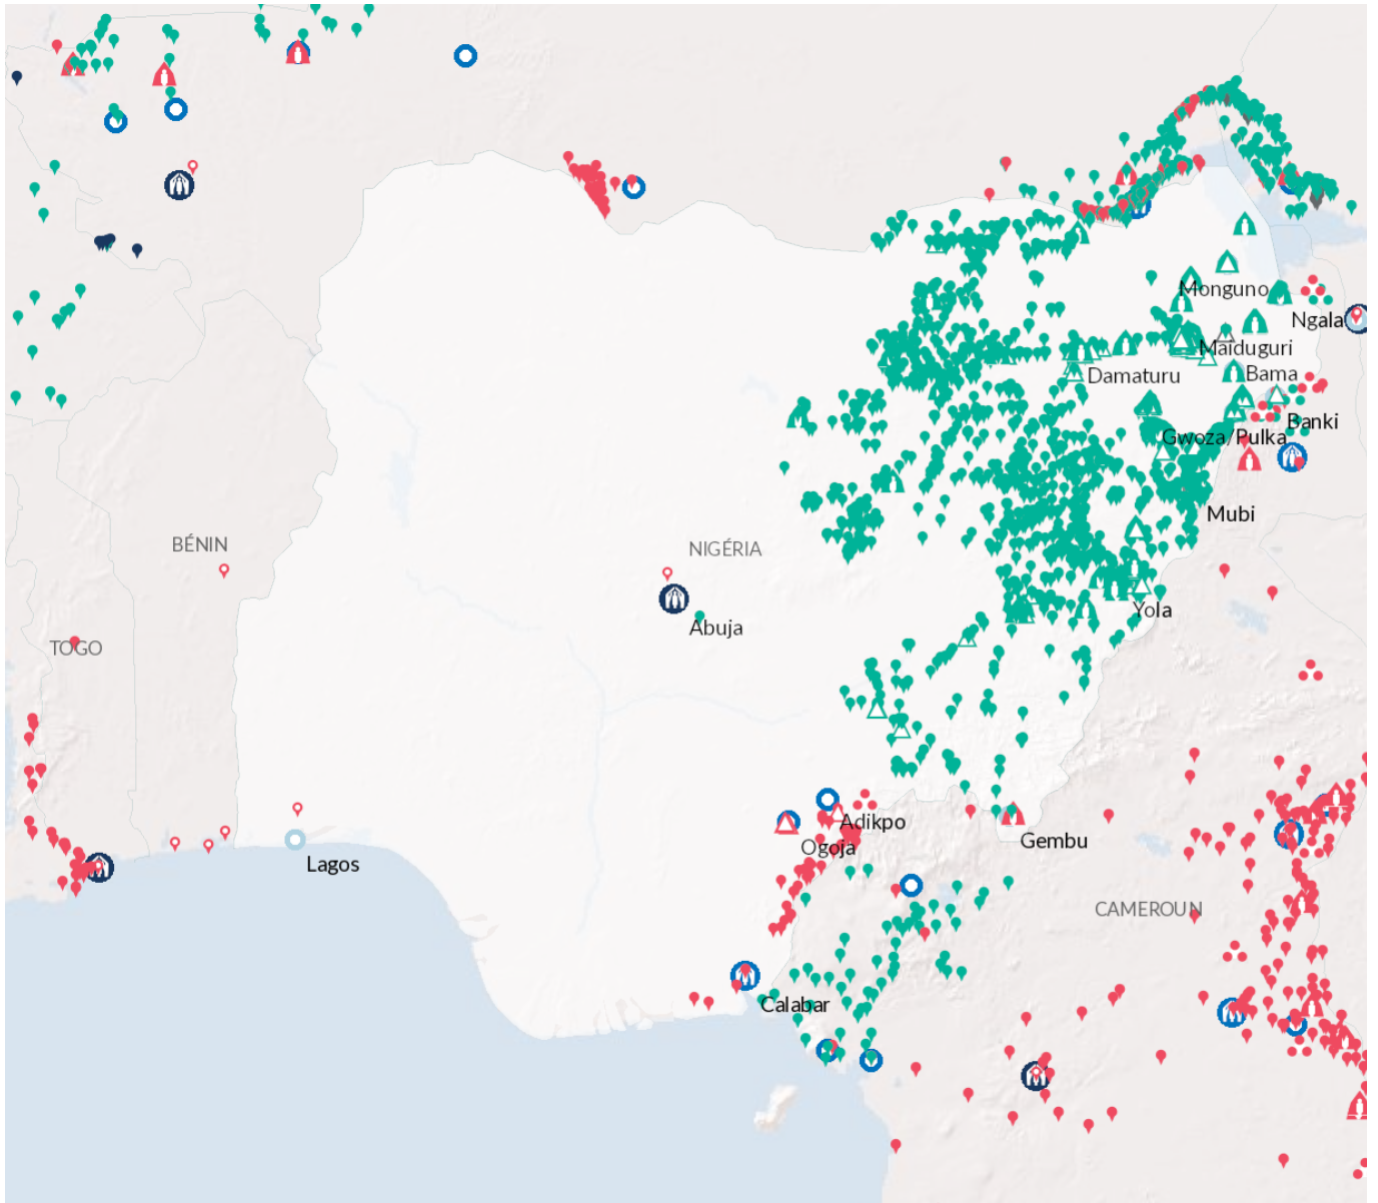 Monguno
Ngala
Maiduguri
Bama
Damaturu
Banki
Gwoza/Pulka
Mubi
BÉNIN
NIGÉRIA
Yola
Abuja
TOGO
Adikpo
Gembu
Ogoja
Lagos
CAMEROUN
Calabar